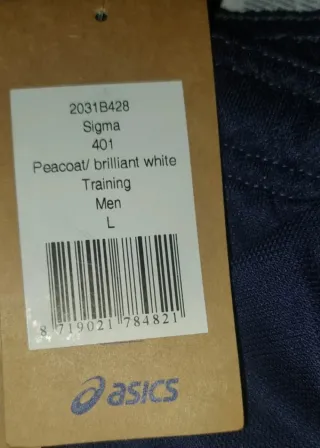 2031B428
Sigma
401
Peacoat/ brilliant white
Training
Men
L
8 719021 784821
asics